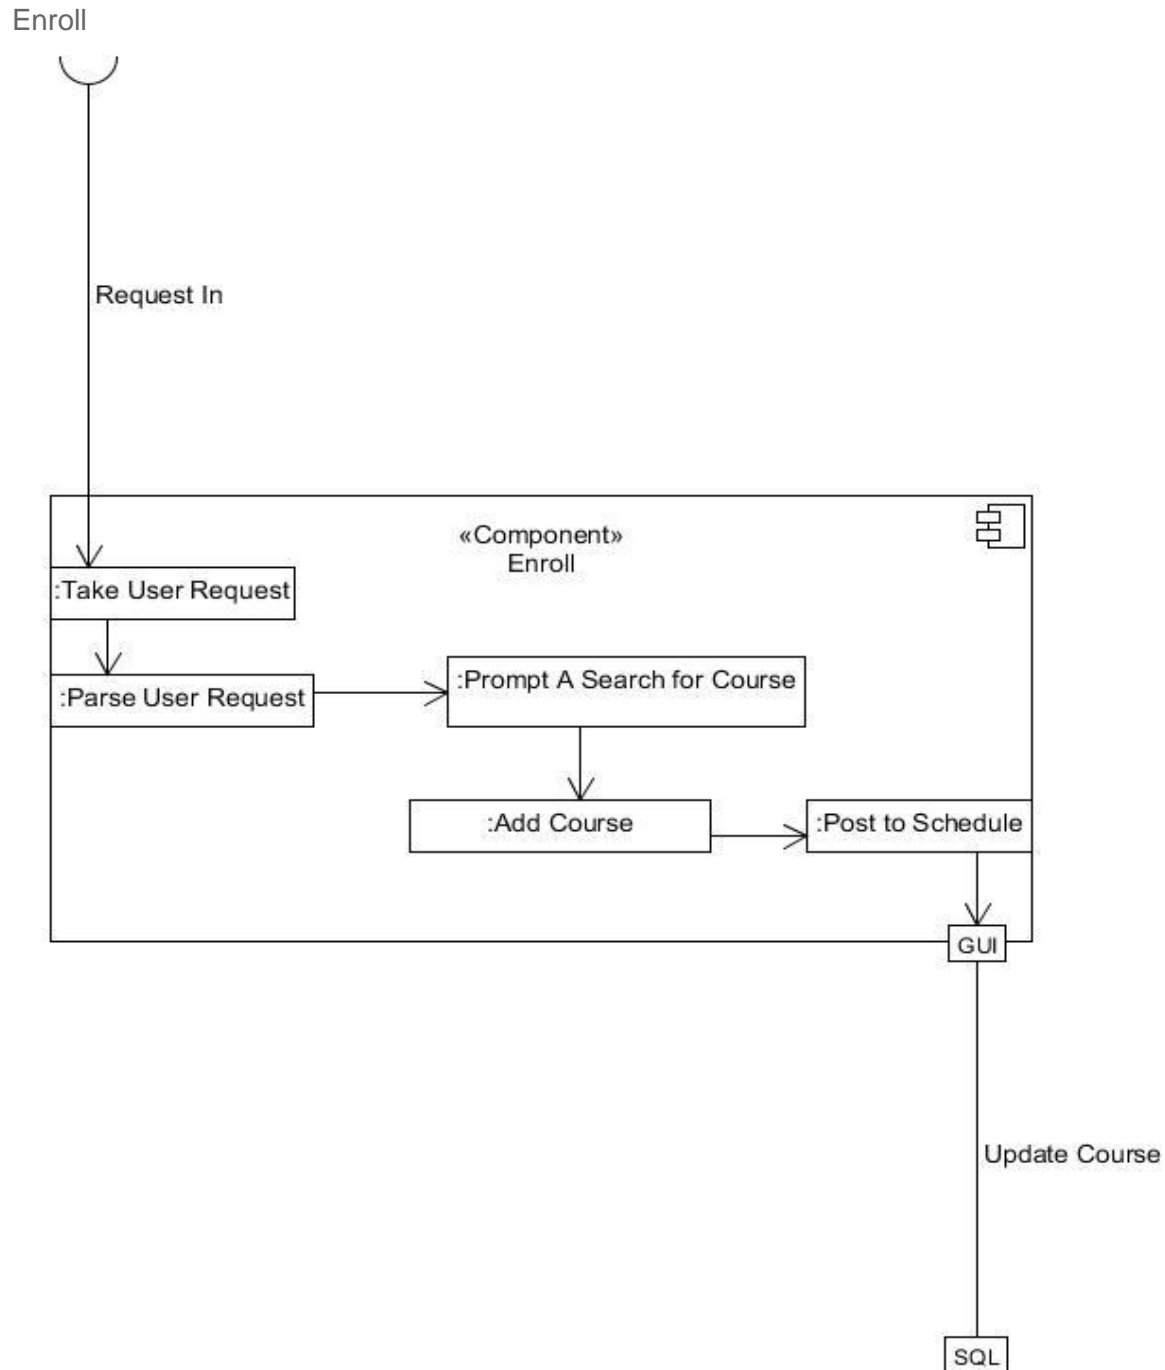 Enroll
Request In
«Component»
Enroll
:Take User Request
:Parse User Request
:Prompt A Search for Course
:Add Course
:Post to Schedule
GUI
Update Course
SQL